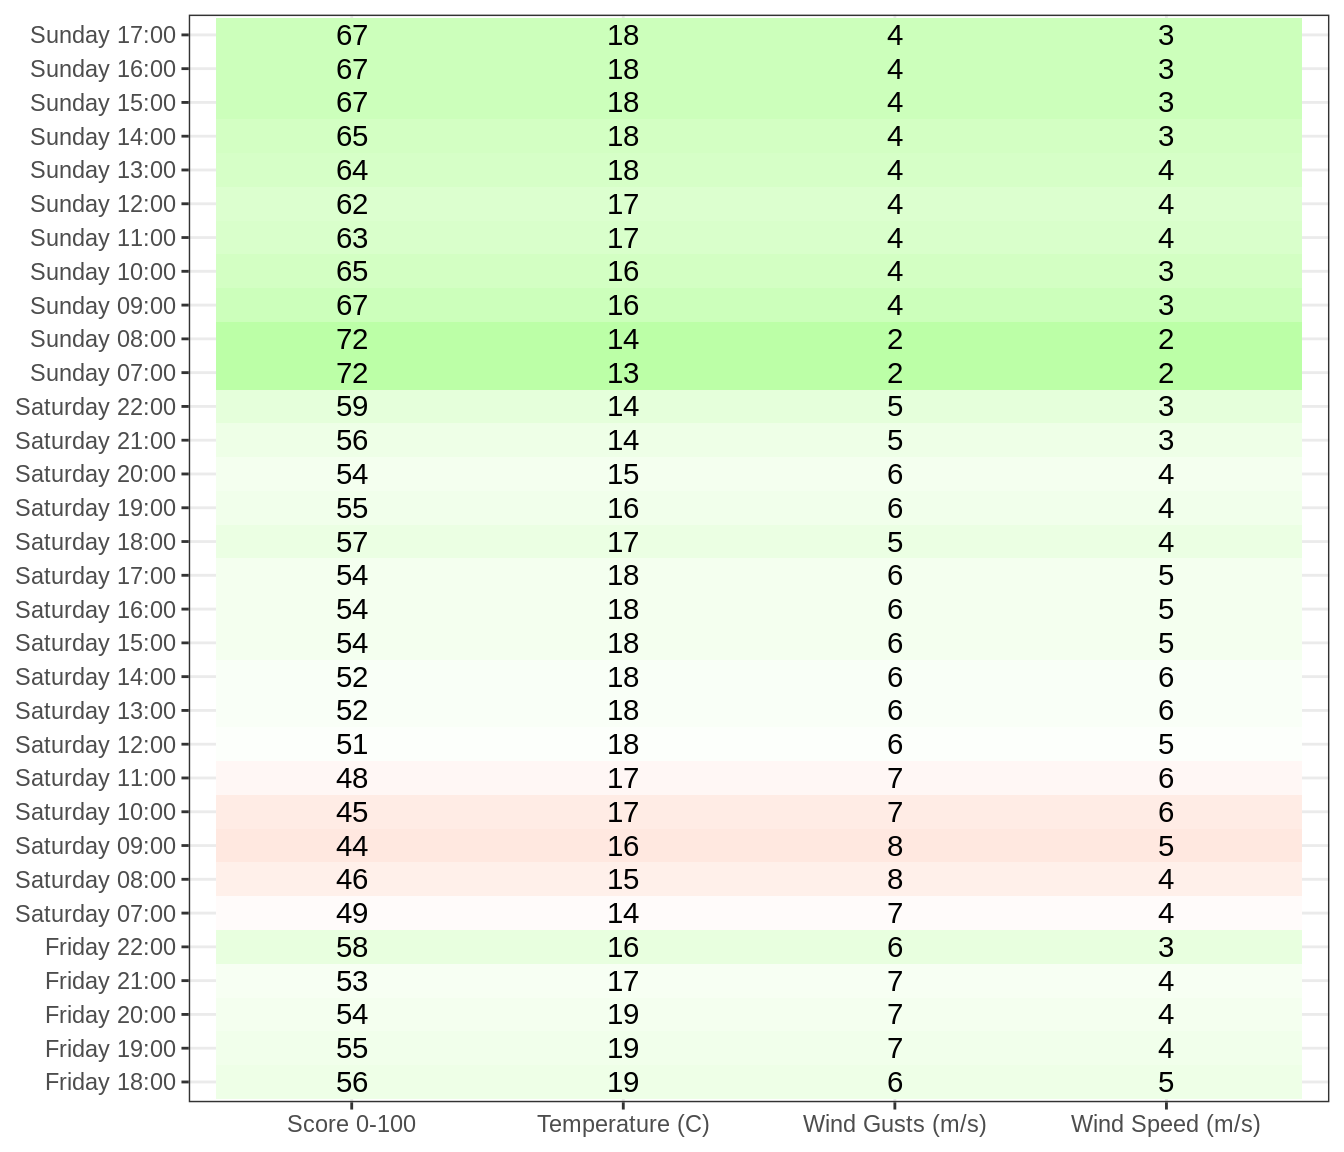 Sunday 17:00 67 18 4 3
Sunday 16:00 67 18 4 3
Sunday 15:00 67 18 4 3
Sunday 14:00 65 18 4 3
Sunday 13:00 64 18 4 4
Sunday 12:00 62 17 4 4
Sunday 11:00 63 17 4 4
Sunday 10:00 65 16 4 3
Sunday 09:00 67 16 4 3
Sunday 08:00 72 14 2 2
Sunday 07:00 72 13 2 2
Saturday 22:00 59 14 5 3
Saturday 21:00 56 14 5 3
Saturday 20:00 54 15 6 4
Saturday 19:00 55 16 6 4
Saturday 18:00 57 17 5 4
Saturday 17:00 54 18 6 5
Saturday 16:00 54 18 6 5
Saturday 15:00 54 18 6 5
Saturday 14:00 52 18 6 6
Saturday 13:00 52 18 6 6
Saturday 12:00 51 18 6 5
Saturday 11:00 48 17 7 6
Saturday 10:00 45 17 7 6
Saturday 09:00 44 16 8 5
Saturday 08:00 46 15 8 4
Saturday 07:00 49 14 7 4
Friday 22:00 58 16 6 3
Friday 21:00 53 17 7 4
Friday 20:00 54 19 7 4
Friday 19:00 55 19 7 4
Friday 18:00 56 19 6 5
Score 0-100 Temperature (C) Wind Gusts (m/s) Wind Speed (m/s)